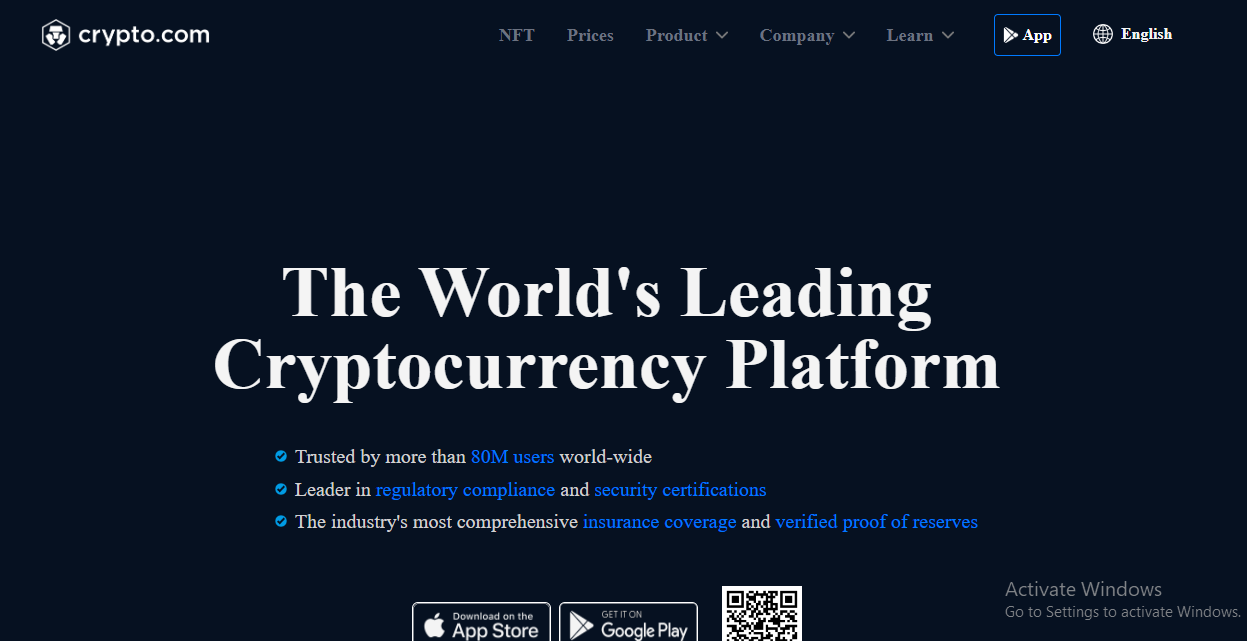 crypto.com
NFT Prices Product Company Learn App English
The World's Leading
Cryptocurrency Platform
Trusted by more than 80M users world-wide
Leader in regulatory compliance and security certifications
The industry's most comprehensive insurance coverage and verified proof of reserves
Download on the
App Store
GET IT ON
Google Play
Activate Windows
Go to Settings to activate Windows.